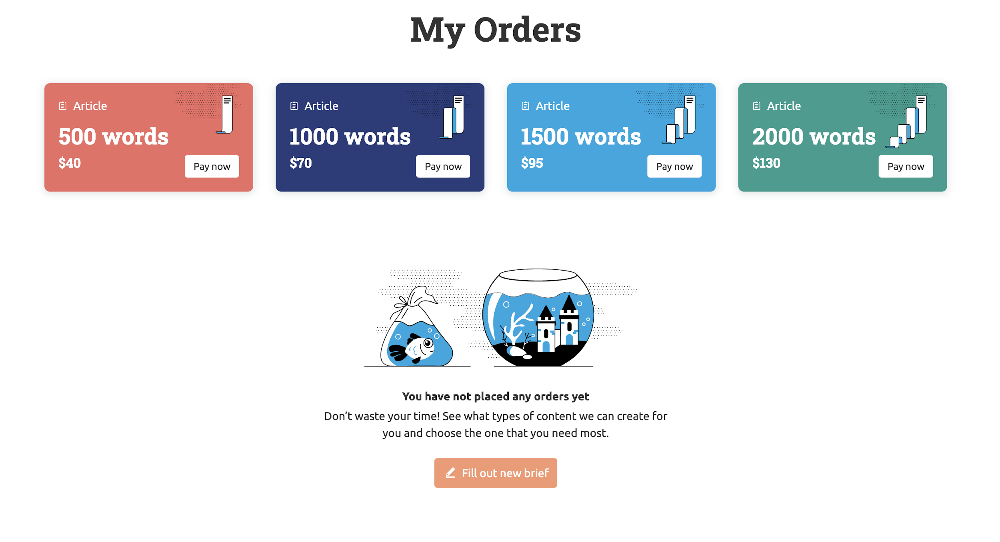 My Orders
Article
500 words
$40
Pay now
Article
1000 words
$70
Pay now
Article
1500 words
$95
Pay now
Article
2000 words
$130
Pay now
You have not placed any orders yet
Don’t waste your time! See what types of content we can create for
you and choose the one that you need most.
Fill out new brief